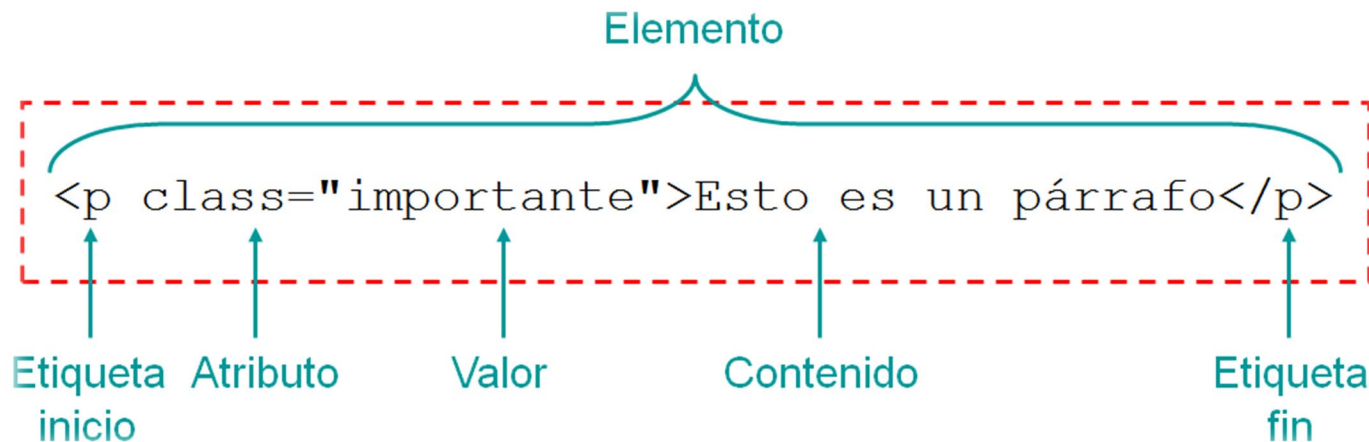 Elemento
<p class="importante">Esto es un párrafo</p>
Etiqueta inicio
Atributo
Valor
Contenido
Etiqueta fin